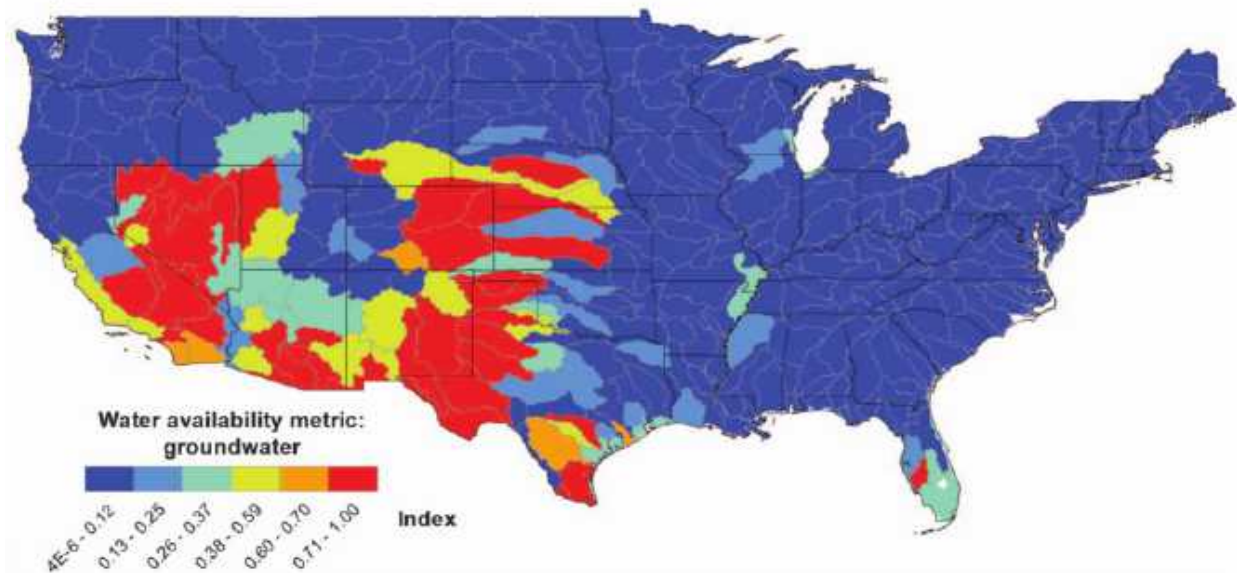 Water availability metric:
groundwater
4E-6 - 0.12
0.13 - 0.25
0.26 - 0.37
0.38 - 0.59
0.60 - 0.70
0.71 - 1.00
Index